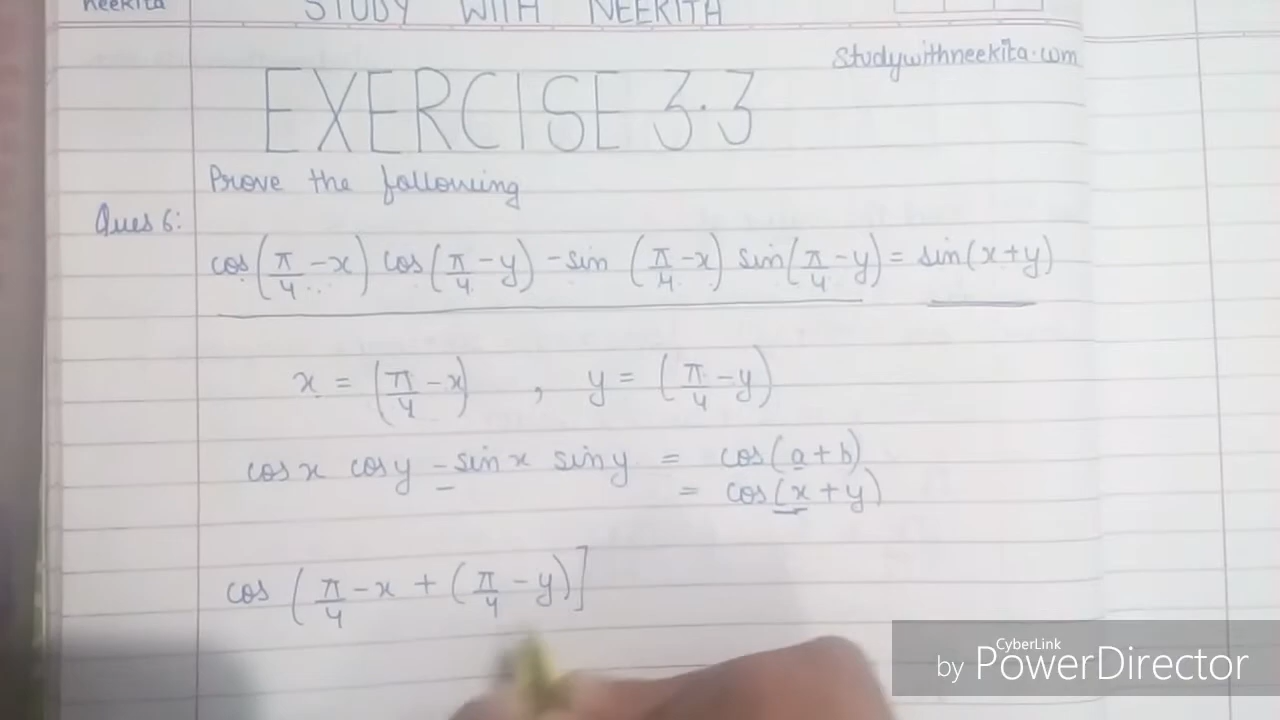 Neekita STUDY WITH NEEKITA
Studywithneekita.com
EXERCISE 3.3
Prove the following
Ques 6:
cos(π/4 - x) cos(π/4 - y) - sin (π/4 - x) sin(π/4 - y) = sin(x+y)
x = (π/4 - x) , y = (π/4 - y)
cos x cos y - sin x sin y = cos(a+b)
= cos(x+y)
cos (π/4 - x + (π/4 - y)]
CyberLink
by PowerDirector